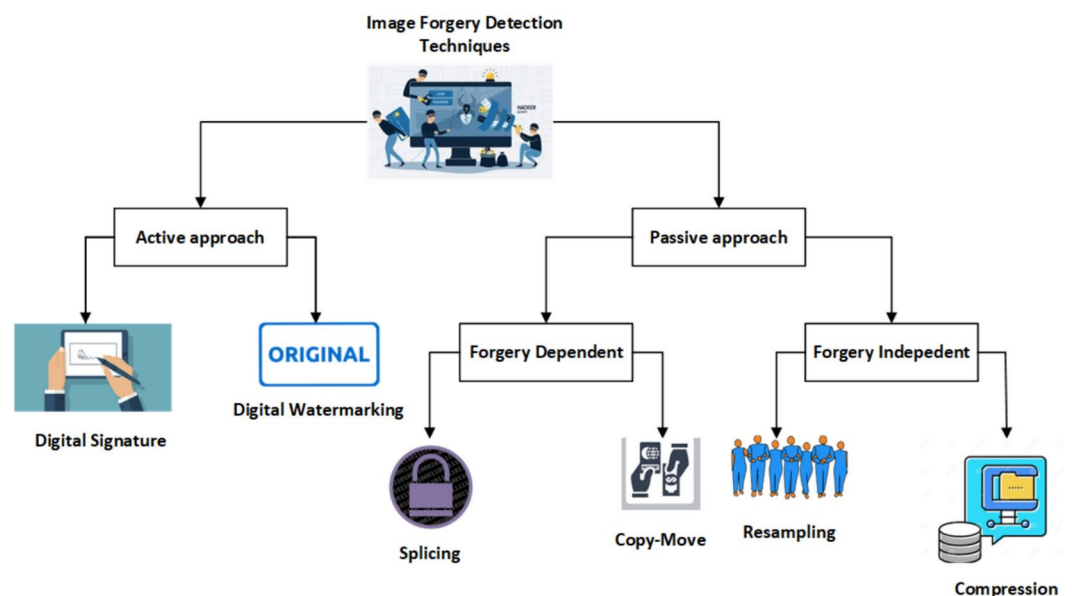 Image Forgery Detection
Techniques
HACKER
Active approach
Passive approach
ORIGINAL
Forgery Dependent
Forgery Indepedent
Digital Watermarking
Digital Signature
Splicing
Copy-Move
Resampling
Compression